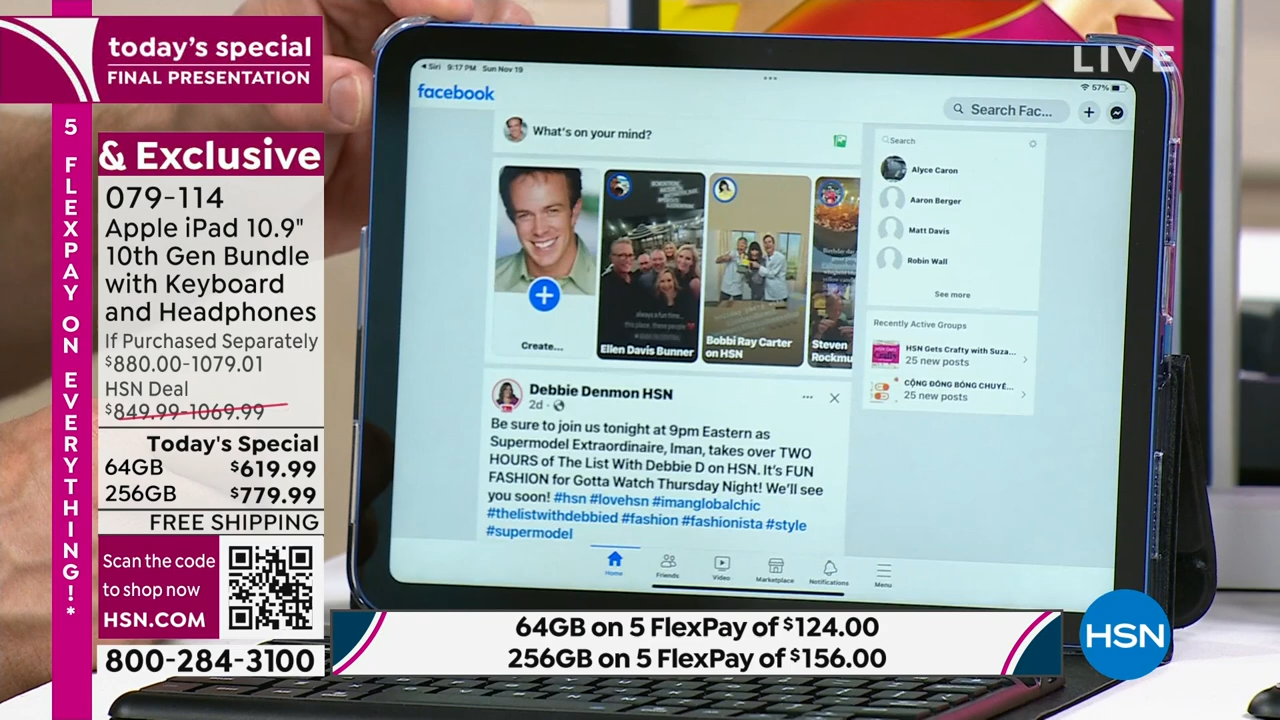 today's special
FINAL PRESENTATION
LIVE
5 FLEXPAY ON EVERYTHING!*
& Exclusive
079-114
Apple iPad 10.9"
10th Gen Bundle
with Keyboard
and Headphones
If Purchased Separately
$880.00-1079.01
HSN Deal
$849.99-1069.99
Today's Special
64GB $619.99
256GB $779.99
FREE SHIPPING
Scan the code
to shop now
HSN.COM
800-284-3100
Siri 9:17 PM Sun Nov 19
57%
facebook
Search Fac...
What's on your mind?
Create...
Ellen Davis Bunner
Bobbi Ray Carter
on HSN
Steven
Rockmu
Search
Alyce Caron
Aaron Berger
Matt Davis
Robin Wall
See more
Recently Active Groups
HSN Gets Crafty with Suza...
25 new posts
CỘNG ĐỒNG BÓNG CHUYỀ...
25 new posts
Debbie Denmon HSN
2d
Be sure to join us tonight at 9pm Eastern as
Supermodel Extraordinaire, Iman, takes over TWO
HOURS of The List With Debbie D on HSN. It's FUN
FASHION for Gotta Watch Thursday Night! We'll see
you soon! #hsn #lovehsn #imanglobalchic
#thelistwithdebbied #fashion #fashionista #style
#supermodel
Home
Friends
Video
Marketplace
Notifications
Menu
64GB on 5 FlexPay of $124.00
256GB on 5 FlexPay of $156.00
HSN